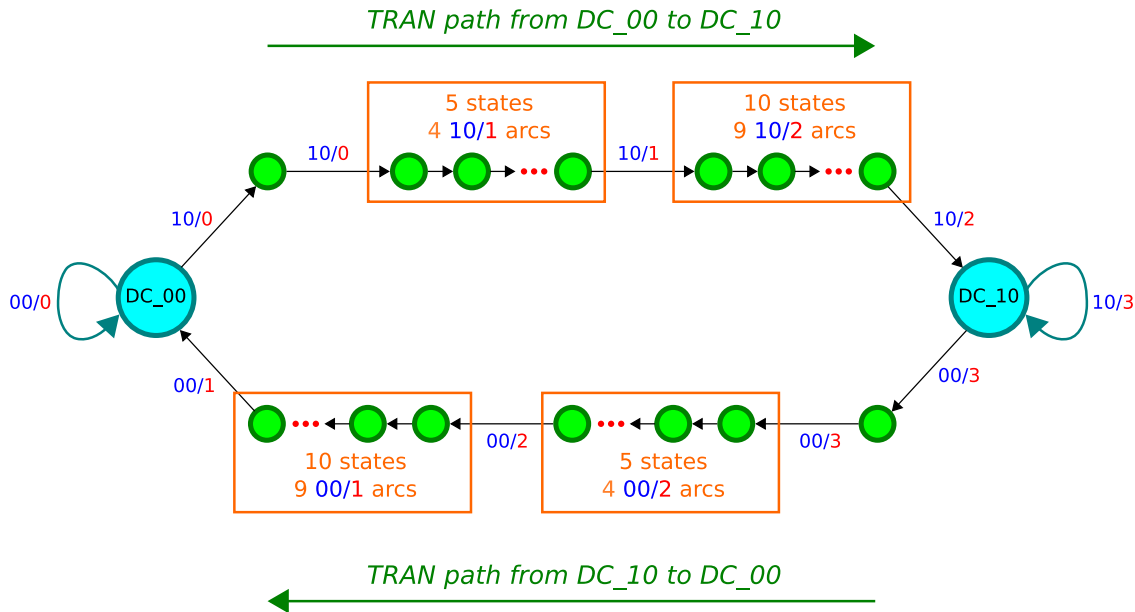 TRAN path from DC_00 to DC_10
5 states
4 10/1 arcs
10 states
9 10/2 arcs
10/0
10/1
10/0
10/2
00/0
DC_00
DC_10
10/3
00/1
00/3
00/2
00/3
10 states
9 00/1 arcs
5 states
4 00/2 arcs
TRAN path from DC_10 to DC_00